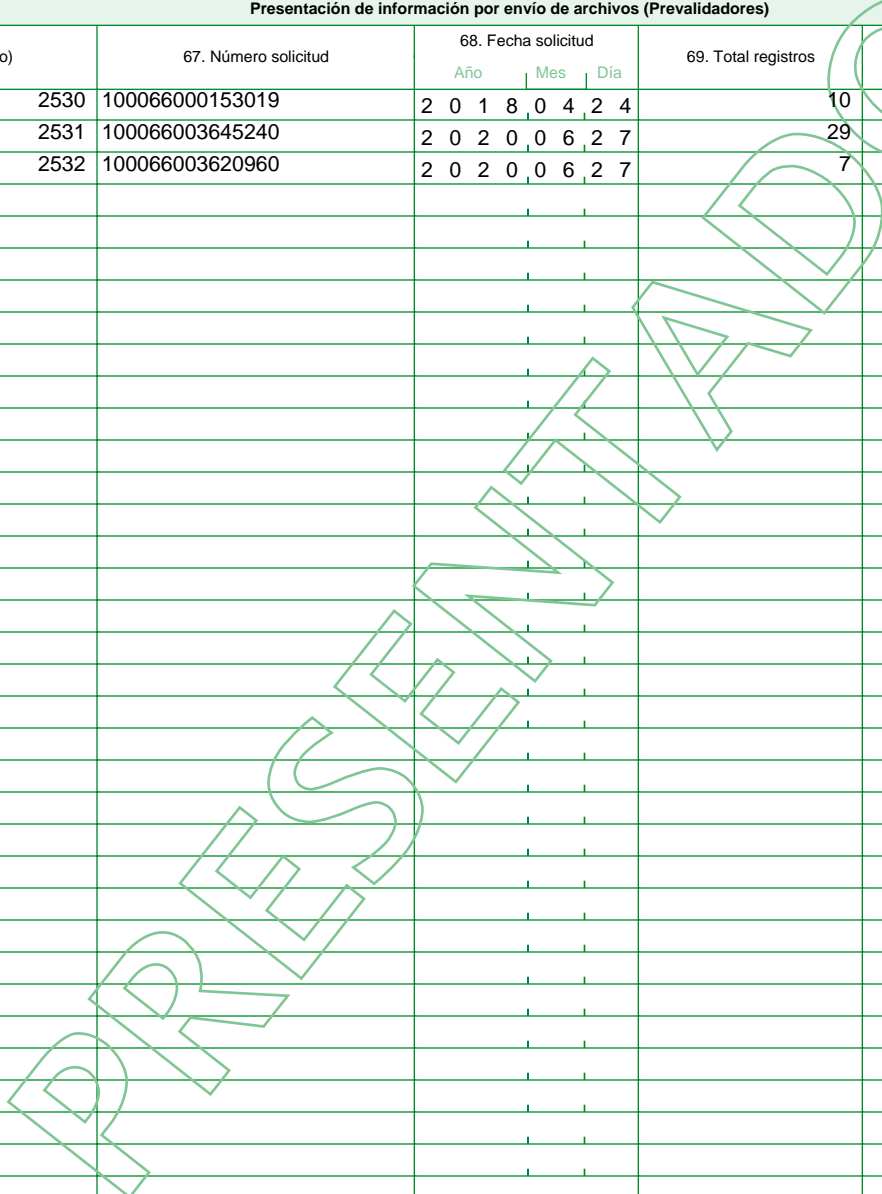 Presentación de información por envío de archivos (Prevalidadores)
o) 67. Número solicitud 68. Fecha solicitud 69. Total registros
Año Mes Día
2530 100066000153019 2 0 1 8 0 4 2 4 10
2531 100066003645240 2 0 2 0 0 6 2 7 29
2532 100066003620960 2 0 2 0 0 6 2 7 7
PRESENTADO